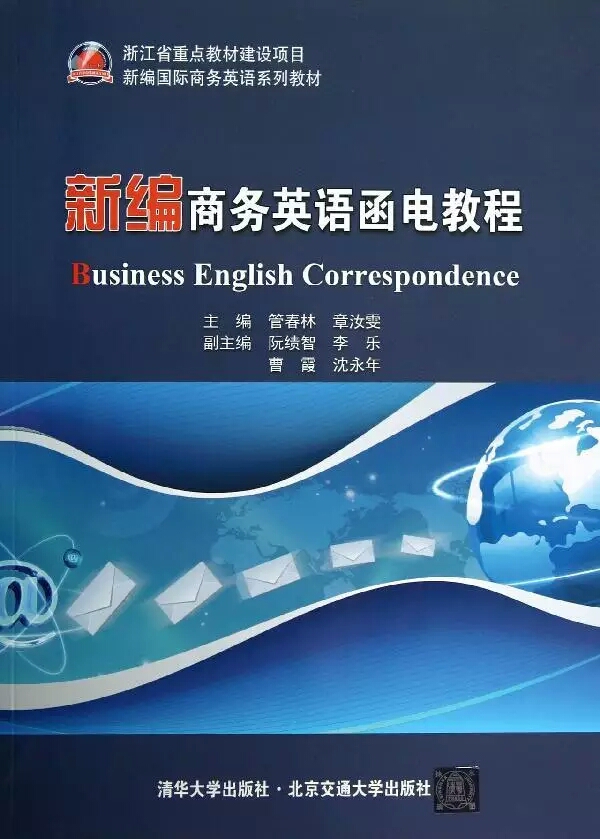 浙江省重点教材建设项目
新编国际商务英语系列教材
新编商务英语函电教程
Business English Correspondence
主 编 管春林 章汝雯
副主编 阮绩智 李 乐
曹 霞 沈永年
@
清华大学出版社·北京交通大学出版社